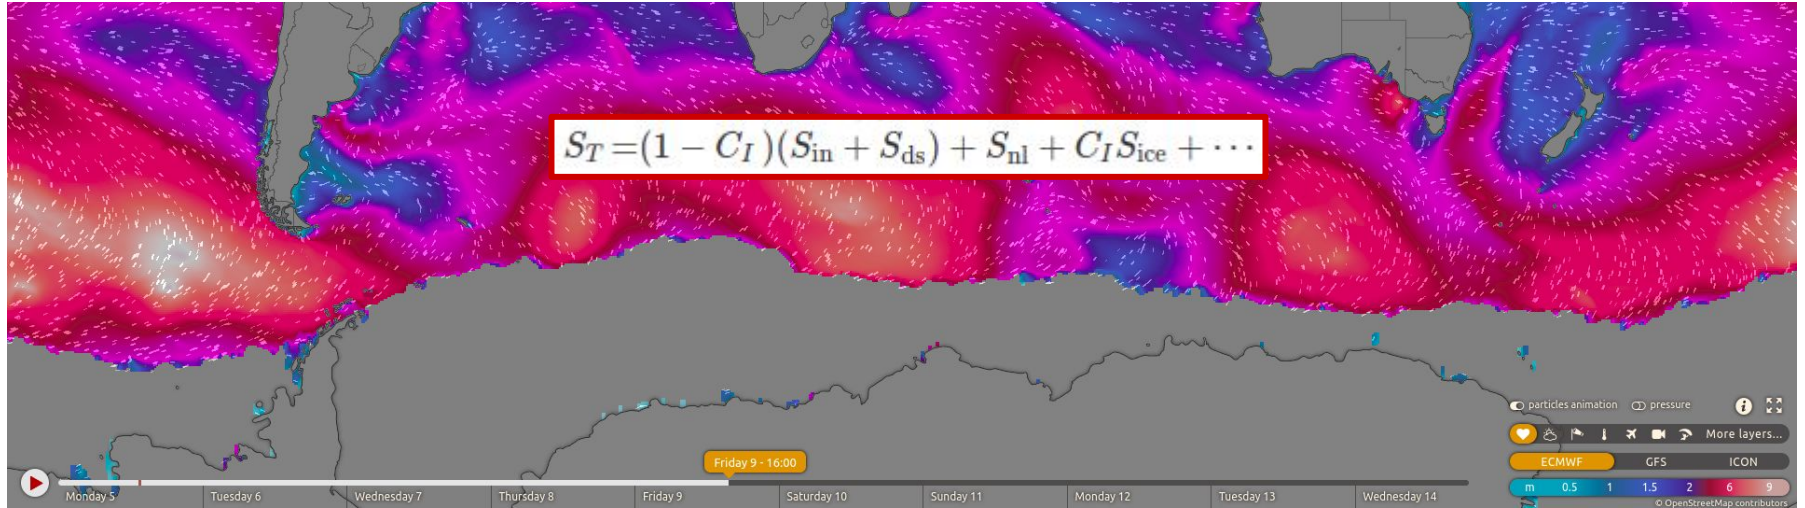 S_T=(1 − C_I)(S_in + S_ds) + S_nl + C_I S_ice + ···
particles animation pressure
More layers...
ECMWF GFS ICON
m 0.5 1 1.5 2 6 9
© OpenStreetMap contributors
Friday 9 - 16:00
Monday 5 Tuesday 6 Wednesday 7 Thursday 8 Friday 9 Saturday 10 Sunday 11 Monday 12 Tuesday 13 Wednesday 14